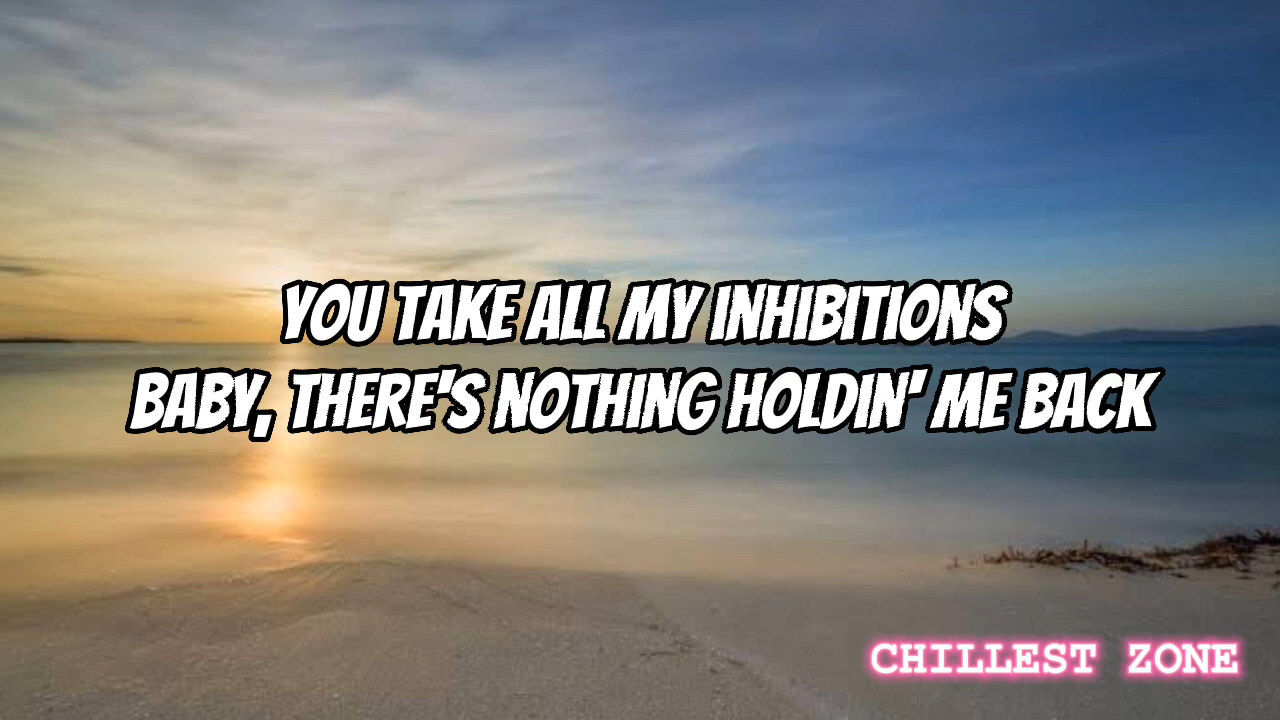 YOU TAKE ALL MY INHIBITIONS
BABY, THERE'S NOTHING HOLDIN' ME BACK
CHILLEST ZONE